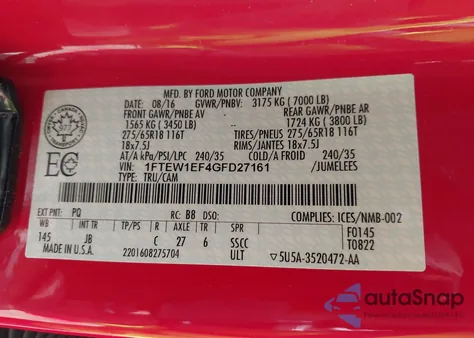 MFD. BY FORD MOTOR COMPANY
DATE: 08/16 GVWR/PNBV: 3175 KG ( 7000 LB)
FRONT GAWR/PNBE AV REAR GAWR/PNBE AR
1565 KG ( 3450 LB) 1724 KG ( 3800 LB)
275/65R18 116T TIRES/PNEUS 275/65R18 116T
18x7.5J RIMS/JANTES 18x7.5J
AT/A kPa/PSI/LPC 240/35 COLD/A FROID 240/35
VIN: 1FTEW1EF4GFD27161 /JUMELEES
TYPE: TRU/CAM
EC
EXT PNT: PQ RC: B8 DSO: COMPLIES: ICES/NMB-002
WB INT TR TP/PS R AXLE TR SPR F0145
145 JB C 27 6 SSCC T0822
MADE IN U.S.A. 2201608275704 ULT 5U5A-3520472-AA
autoSnap